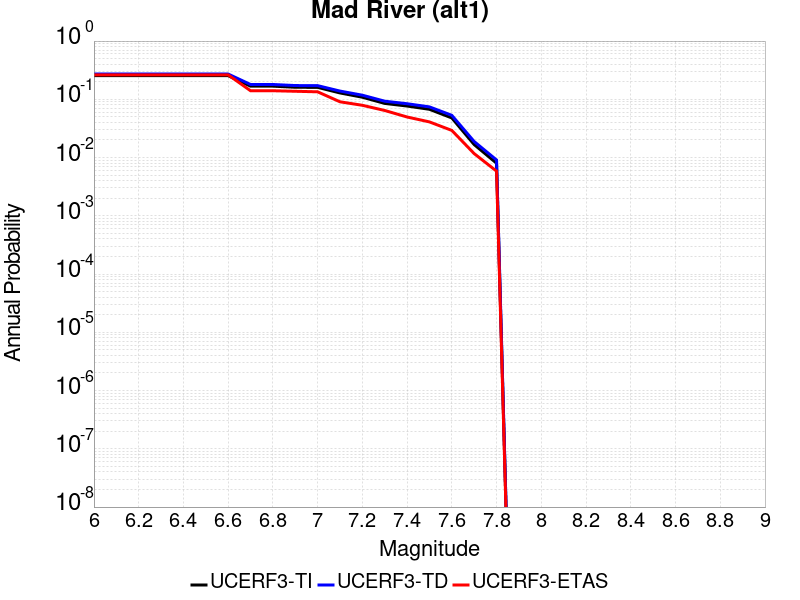 Mad River (alt1)
10^0
10^-1
10^-2
10^-3
10^-4
10^-5
10^-6
10^-7
10^-8
Annual Probability
6 6.2 6.4 6.6 6.8 7 7.2 7.4 7.6 7.8 8 8.2 8.4 8.6 8.8 9
Magnitude
UCERF3-TI UCERF3-TD UCERF3-ETAS